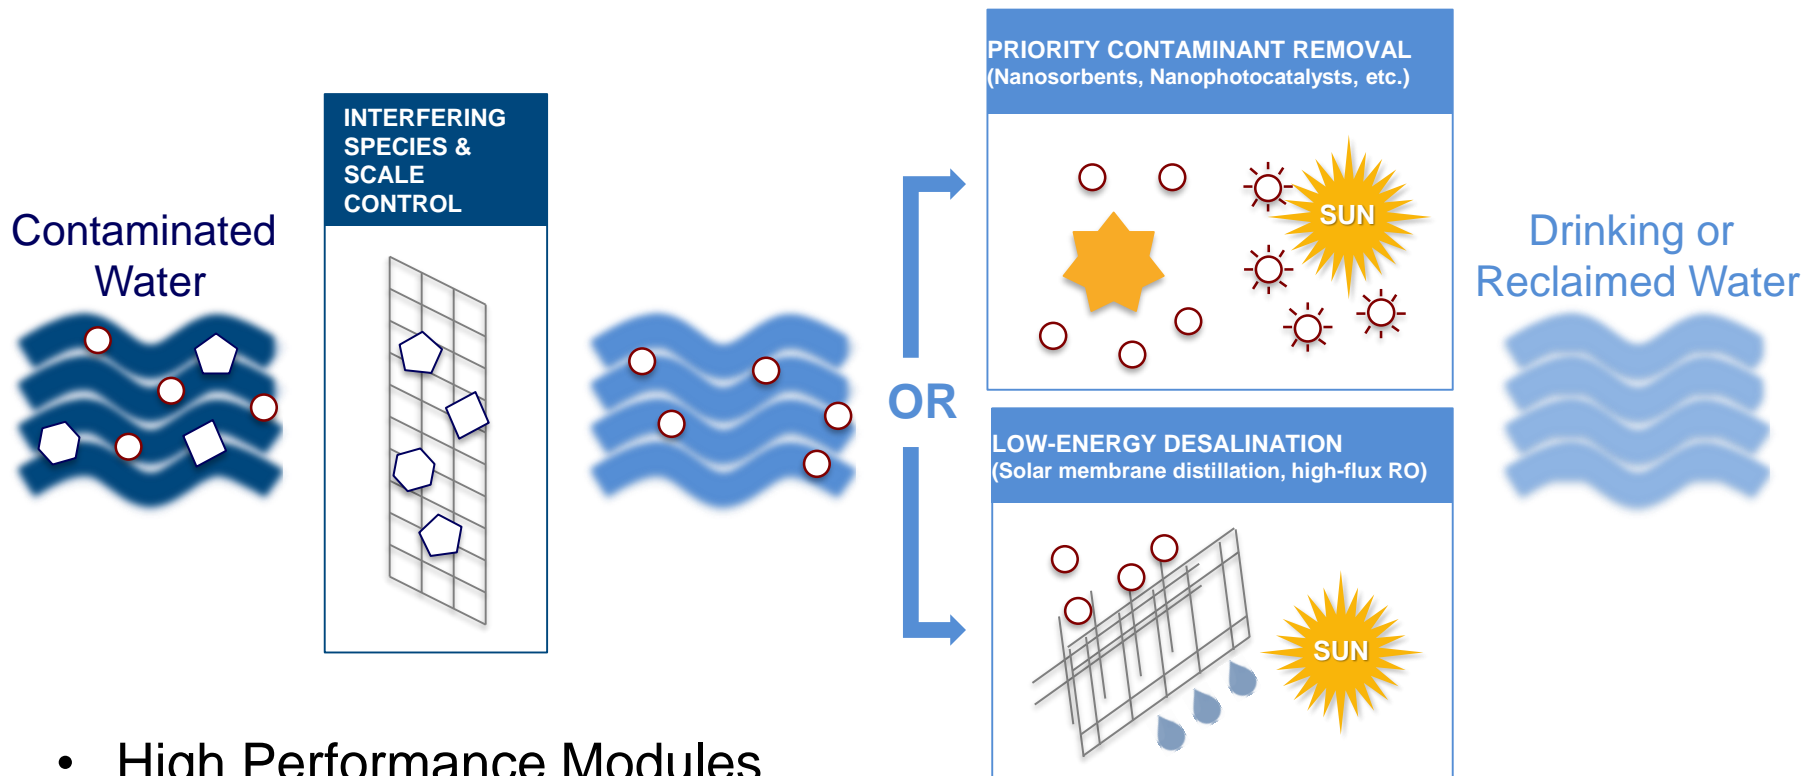 Contaminated
Water
INTERFERING
SPECIES &
SCALE
CONTROL
OR
PRIORITY CONTAMINANT REMOVAL
(Nanosorbents, Nanophotocatalysts, etc.)
SUN
LOW-ENERGY DESALINATION
(Solar membrane distillation, high-flux RO)
SUN
Drinking or
Reclaimed Water
• High Performance Modules